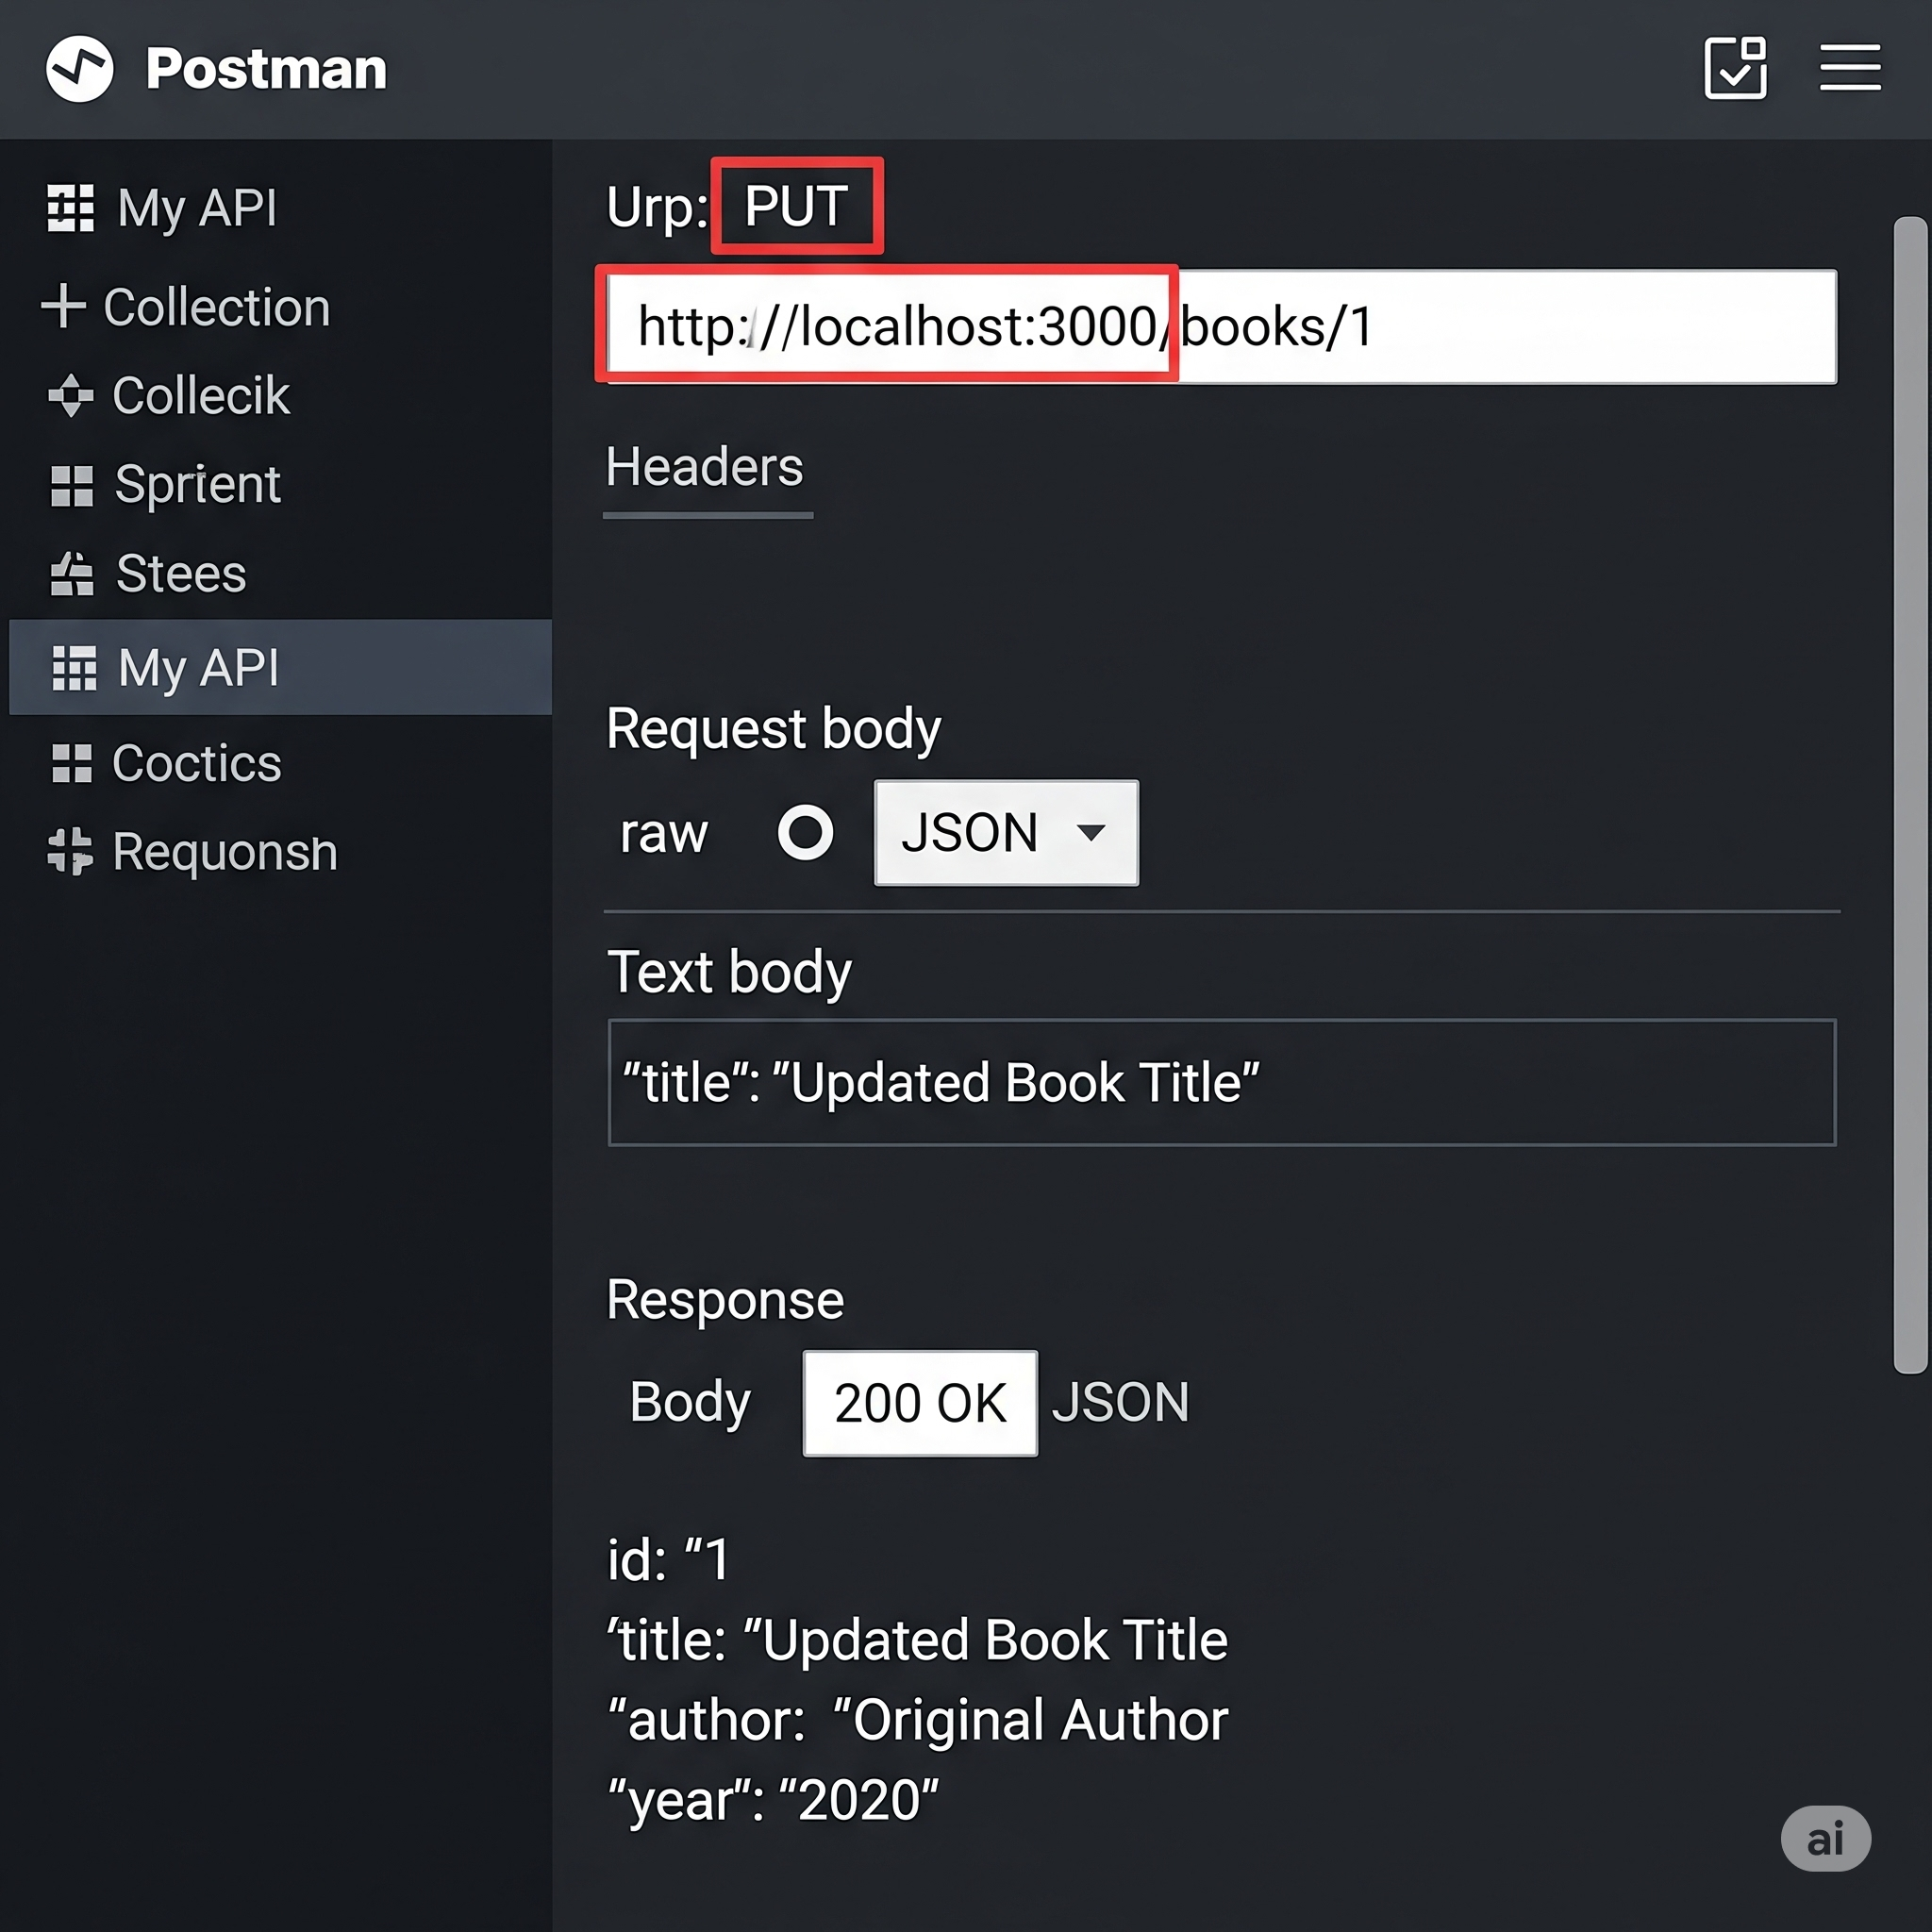 Postman
My API
Collection
Collecik
Sprient
Stees
My API
Coctics
Requonsh
Urp: PUT
http:///localhost:3000/books/1
Headers
Request body
raw JSON
Text body
"title": "Updated Book Title"
Response
Body 200 OK JSON
id: "1
'title: "Updated Book Title
"author: "Original Author
"year": "2020"
ai